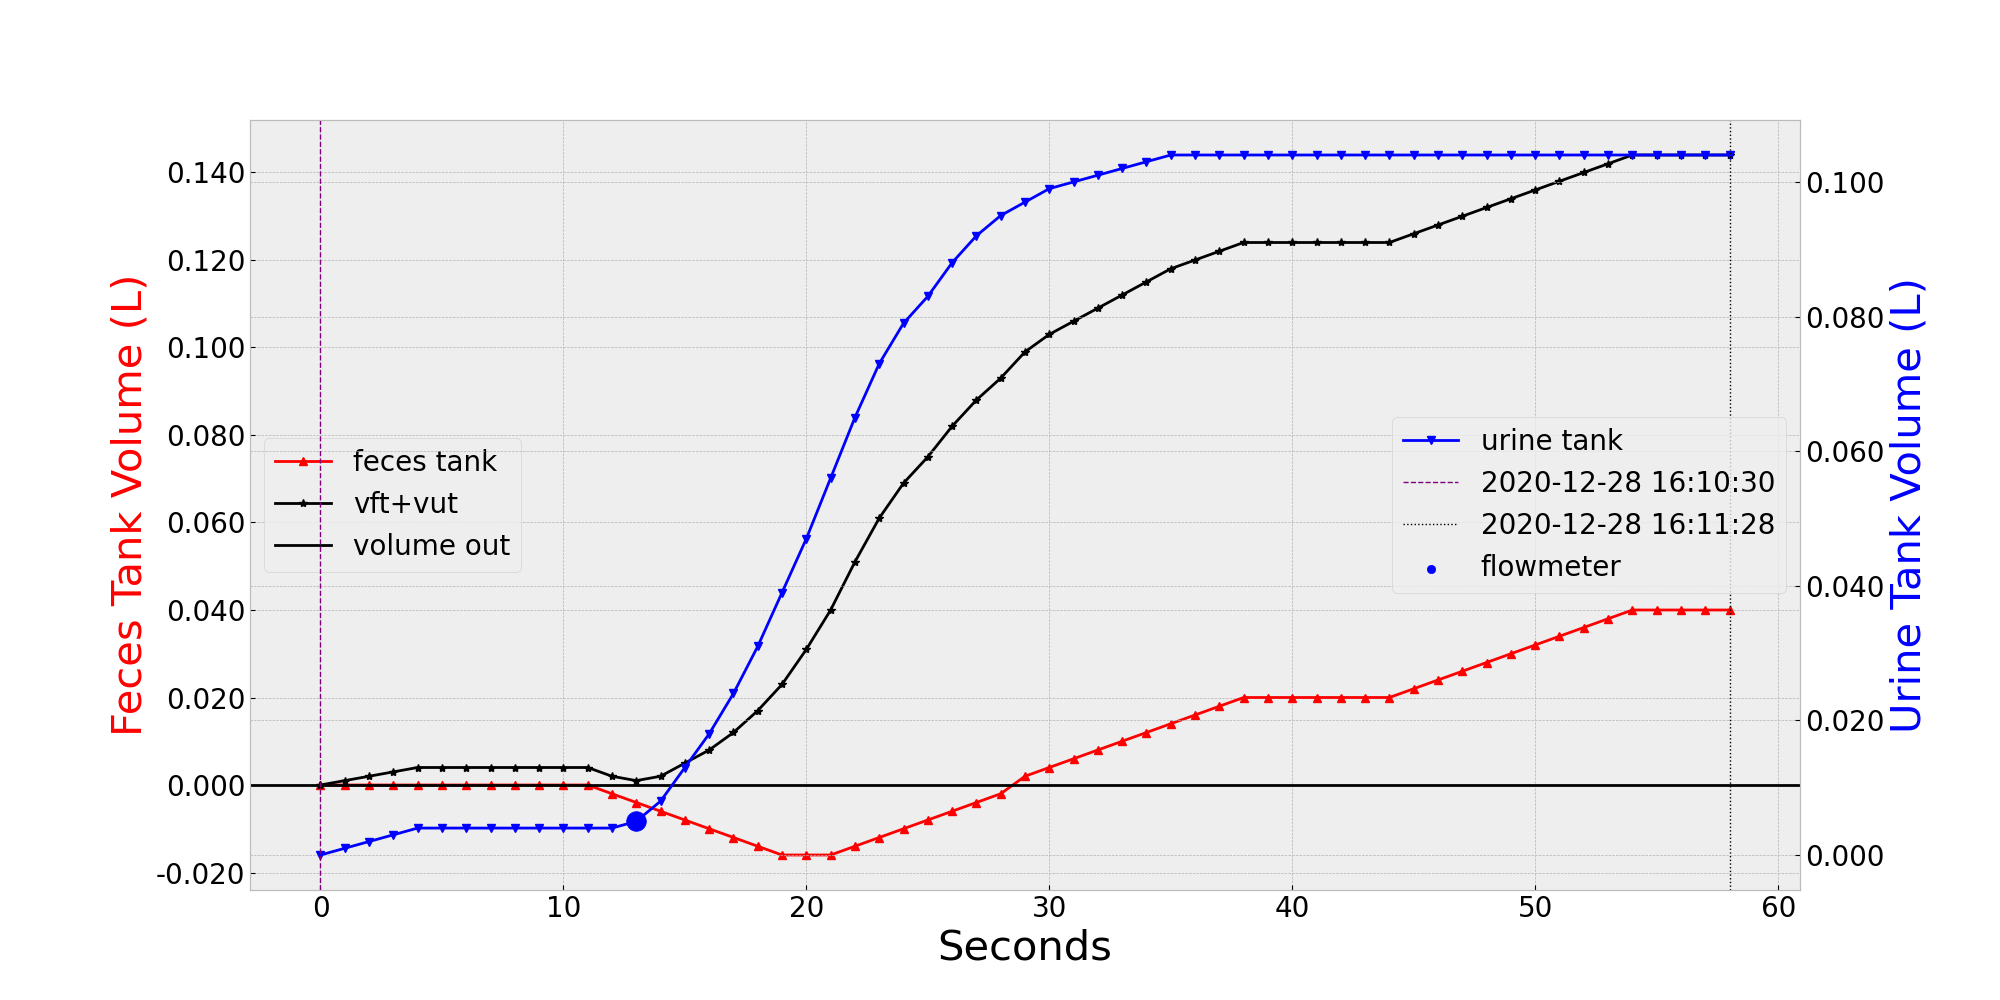 0.140
0.120
0.100
0.080
0.060
0.040
0.020
0.000
-0.020
Feces Tank Volume (L)
feces tank
vft+vut
volume out
urine tank
2020-12-28 16:10:30
2020-12-28 16:11:28
flowmeter
0.100
0.080
0.060
0.040
0.020
0.000
Urine Tank Volume (L)
0 10 20 30 40 50 60
Seconds